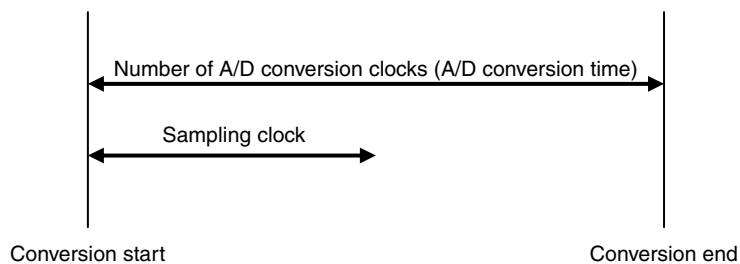 Number of A/D conversion clocks (A/D conversion time)
Sampling clock
Conversion start
Conversion end